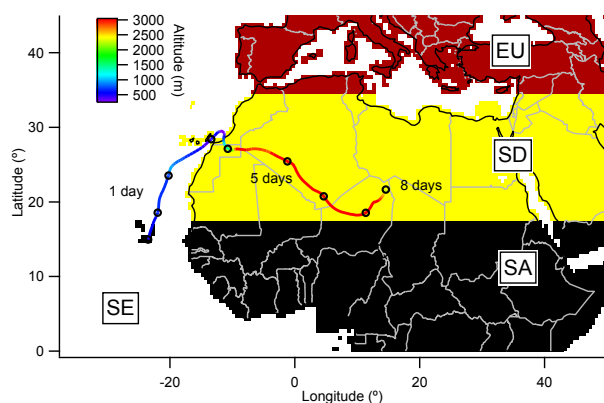 3000
2500
2000
1500
1000
500
Altitude (m)
40
30
20
10
0
Latitude (º)
EU
SD
SA
SE
1 day
5 days
8 days
-20
0
20
40
Longitude (º)